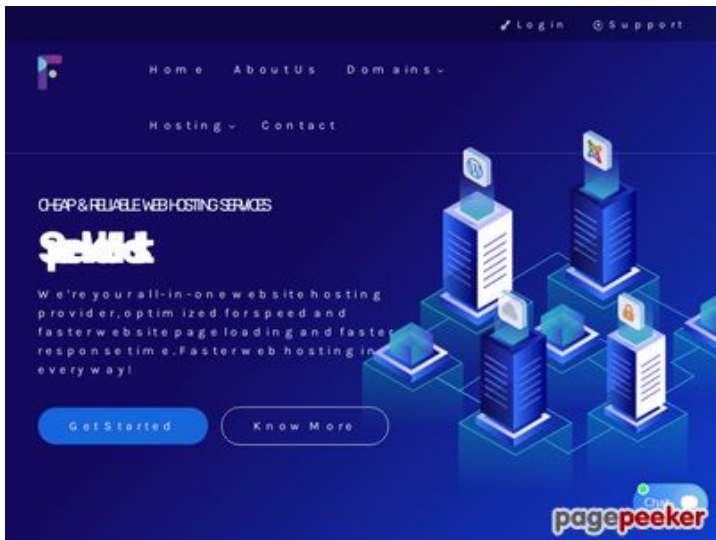 Login Support
Home About Us Domains
Hosting Contact
CHEAP & RELIABLE WEB HOSTING SERVICES
We're your all-in-one website hosting
provider, optimized for speed and
faster website page loading and faster
response time. Faster web hosting in
every way!
Get Started Know More
Chat
pagepeeker